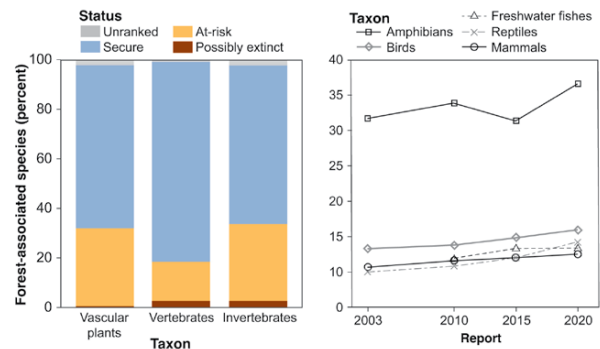 Status
Unranked
At-risk
Secure
Possibly extinct
Forest-associated species (percent)
100
80
60
40
20
0
Vascular
plants
Vertebrates
Invertebrates
Taxon
Taxon
Freshwater fishes
Amphibians
Reptiles
Birds
Mammals
40
35
30
25
20
15
10
0
2003
2010
2015
2020
Report